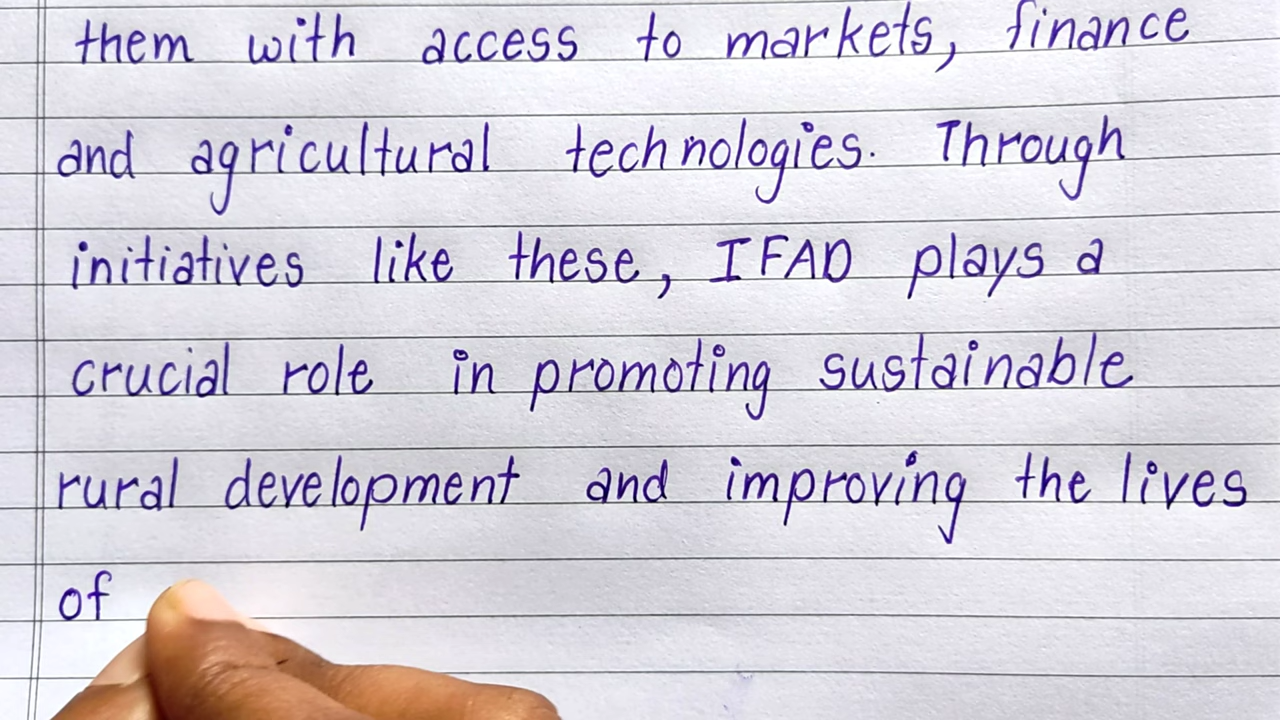 them with access to markets, finance
and agricultural technologies. Through
initiatives like these, IFAD plays a
crucial role in promoting sustainable
rural development and improving the lives
of